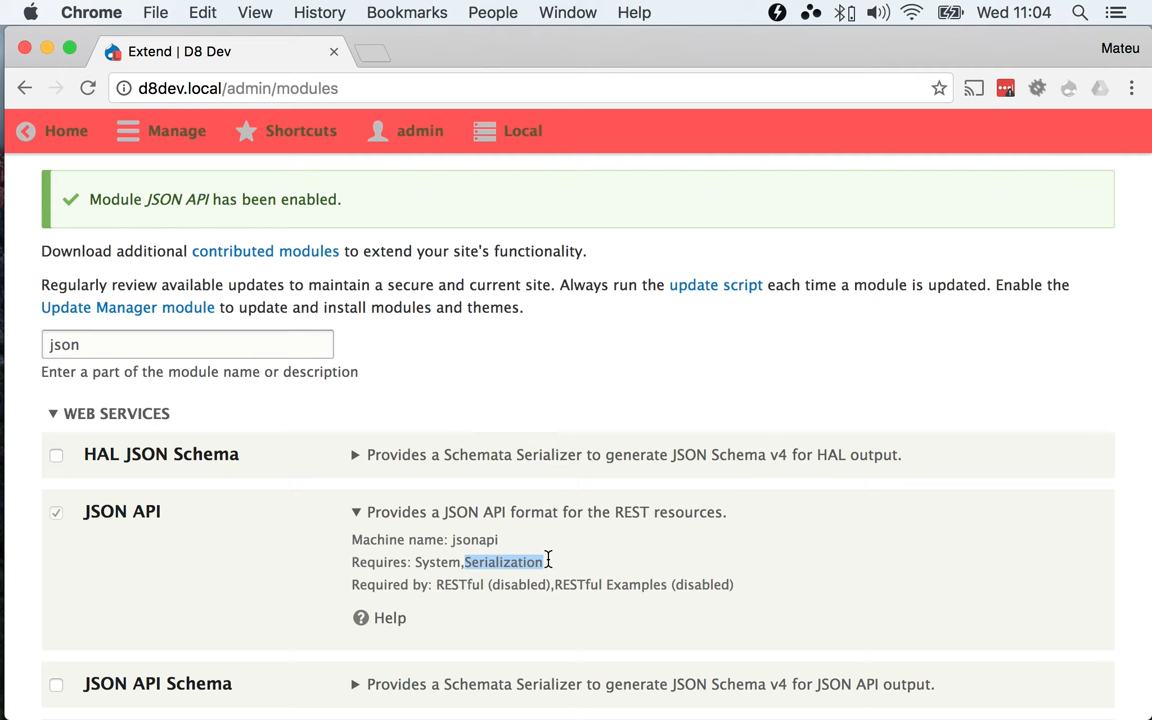 Chrome File Edit View History Bookmarks People Window Help Wed 11:04
Extend | D8 Dev
Mateu
d8dev.local/admin/modules
Home Manage Shortcuts admin Local
Module JSON API has been enabled.
Download additional contributed modules to extend your site's functionality.
Regularly review available updates to maintain a secure and current site. Always run the update script each time a module is updated. Enable the
Update Manager module to update and install modules and themes.
json
Enter a part of the module name or description
WEB SERVICES
HAL JSON Schema Provides a Schemata Serializer to generate JSON Schema v4 for HAL output.
JSON API Provides a JSON API format for the REST resources.
Machine name: jsonapi
Requires: System,Serialization
Required by: RESTful (disabled),RESTful Examples (disabled)
Help
JSON API Schema Provides a Schemata Serializer to generate JSON Schema v4 for JSON API output.